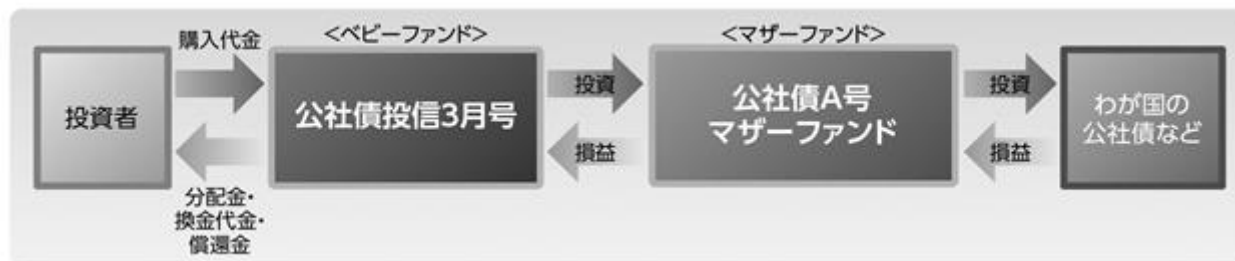 購入代金
<ベビーファンド>
<マザーファンド>
投資者
公社債投信3月号
投資
公社債A号
マザーファンド
投資
わが国の
公社債など
損益
損益
分配金・
換金代金・
償還金